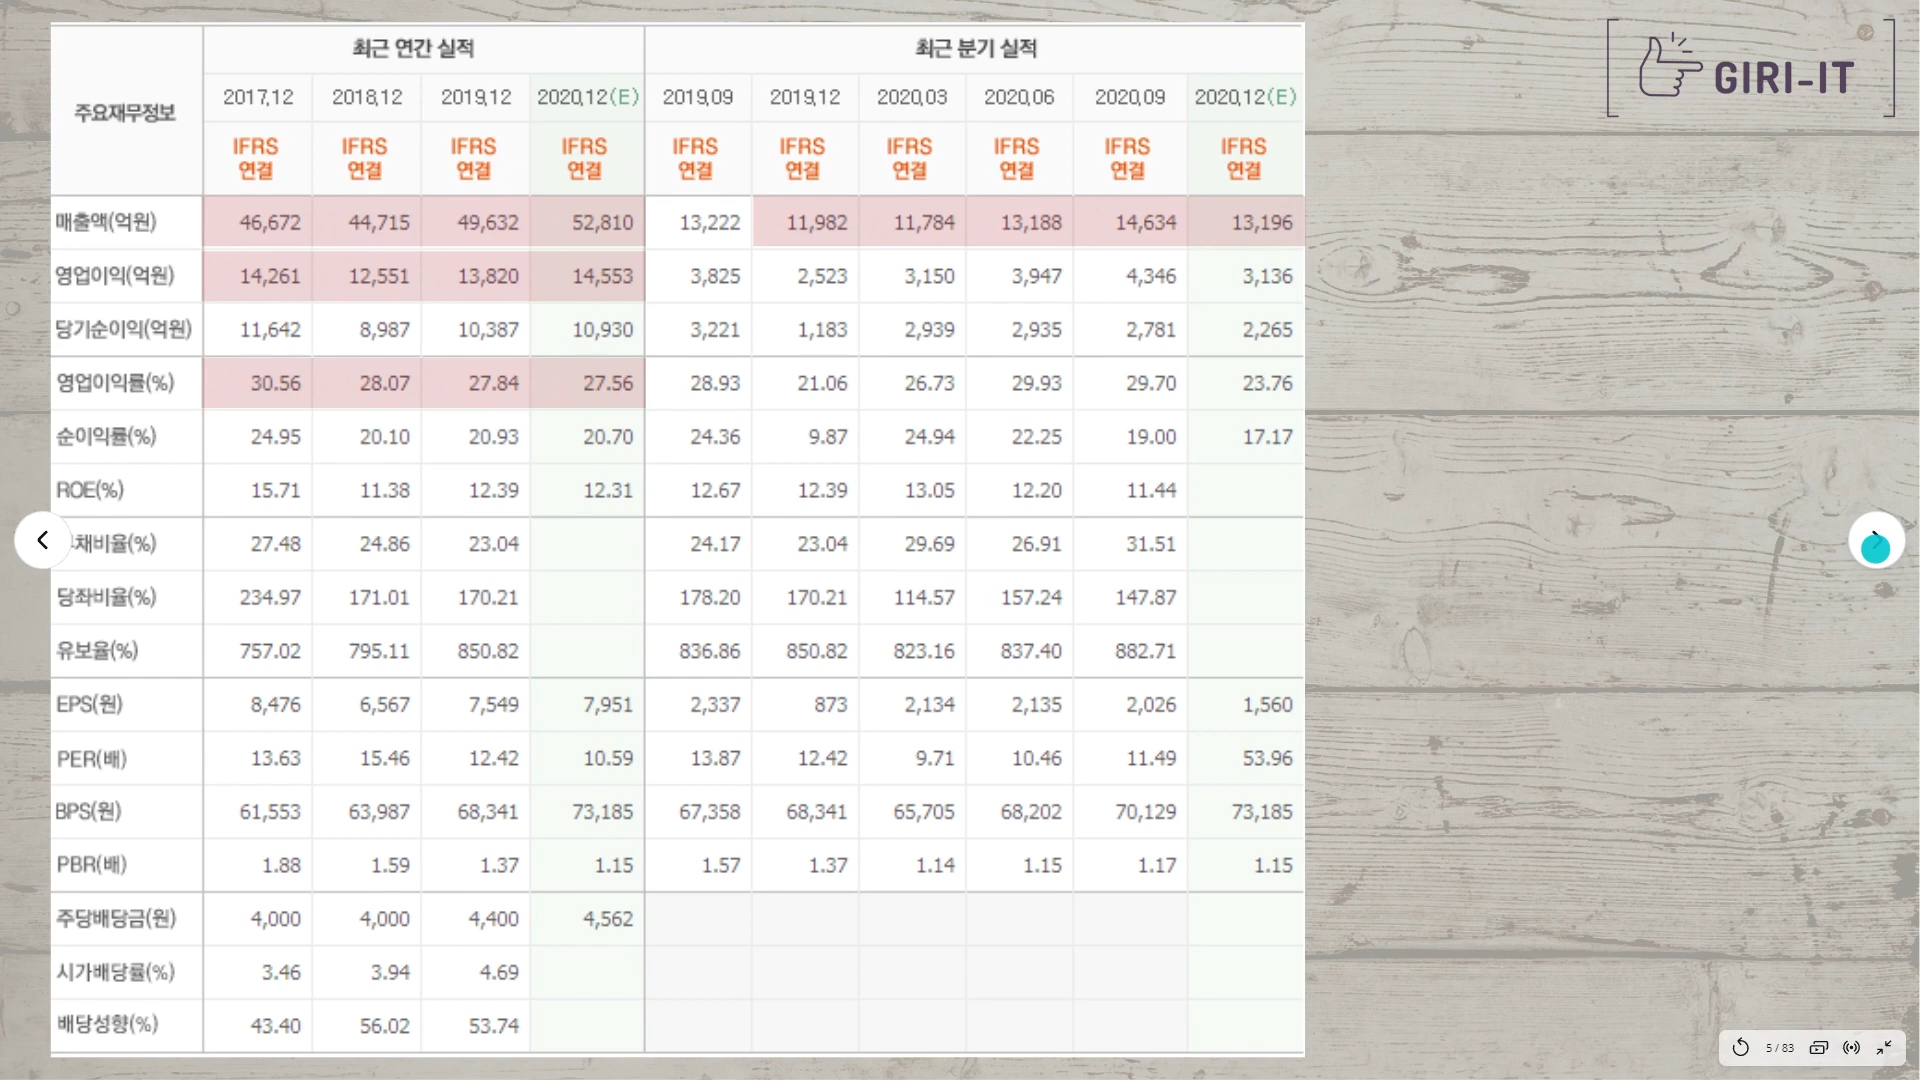 GIRI-IT
주요재무정보 최근 연간 실적 최근 분기 실적
2017.12 2018.12 2019.12 2020.12(E) 2019.09 2019.12 2020.03 2020.06 2020.09 2020.12(E)
IFRS IFRS IFRS IFRS IFRS IFRS IFRS IFRS IFRS IFRS
연결 연결 연결 연결 연결 연결 연결 연결 연결 연결
매출액(억원) 46,672 44,715 49,632 52,810 13,222 11,982 11,784 13,188 14,634 13,196
영업이익(억원) 14,261 12,551 13,820 14,553 3,825 2,523 3,150 3,947 4,346 3,136
당기순이익(억원) 11,642 8,987 10,387 10,930 3,221 1,183 2,939 2,935 2,781 2,265
영업이익률(%) 30.56 28.07 27.84 27.56 28.93 21.06 26.73 29.93 29.70 23.76
순이익률(%) 24.95 20.10 20.93 20.70 24.36 9.87 24.94 22.25 19.00 17.17
ROE(%) 15.71 11.38 12.39 12.31 12.67 12.39 13.05 12.20 11.44
채비율(%) 27.48 24.86 23.04 24.17 23.04 29.69 26.91 31.51
당좌비율(%) 234.97 171.01 170.21 178.20 170.21 114.57 157.24 147.87
유보율(%) 757.02 795.11 850.82 836.86 850.82 823.16 837.40 882.71
EPS(원) 8,476 6,567 7,549 7,951 2,337 873 2,134 2,135 2,026 1,560
PER(배) 13.63 15.46 12.42 10.59 13.87 12.42 9.71 10.46 11.49 53.96
BPS(원) 61,553 63,987 68,341 73,185 67,358 68,341 65,705 68,202 70,129 73,185
PBR(배) 1.88 1.59 1.37 1.15 1.57 1.37 1.14 1.15 1.17 1.15
주당배당금(원) 4,000 4,000 4,400 4,562
시가배당률(%) 3.46 3.94 4.69
배당성향(%) 43.40 56.02 53.74
5 / 83